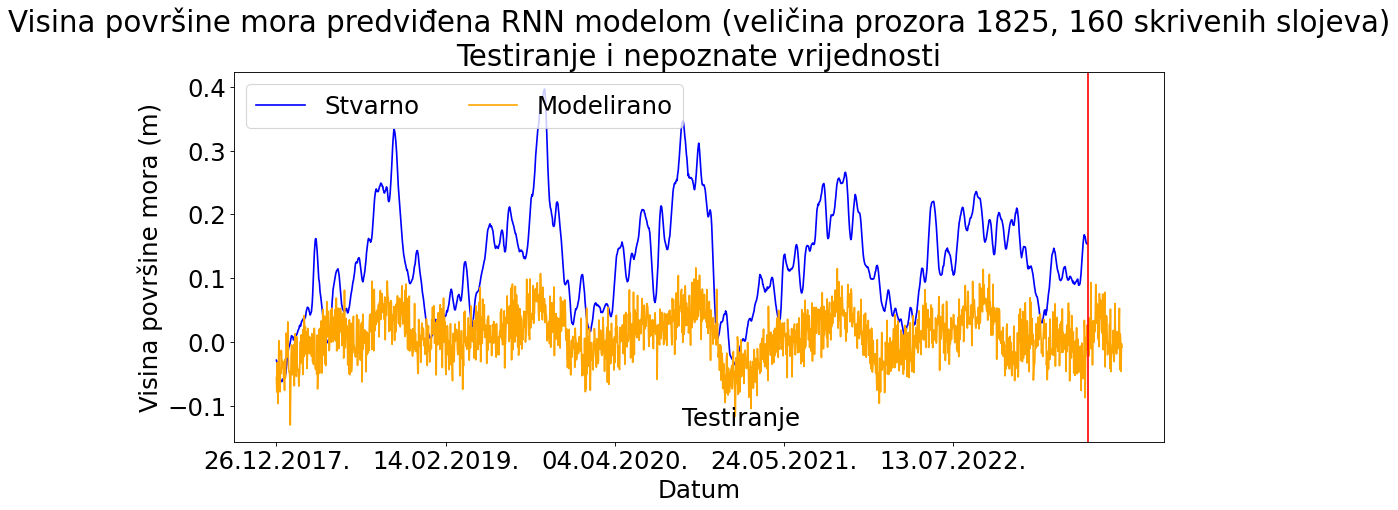 Visina površine mora predviđena RNN modelom (veličina prozora 1825, 160 skrivenih slojeva)
Testiranje i nepoznate vrijednosti
Stvarno
Modelirano
Visina površine mora (m)
0.4
0.3
0.2
0.1
0.0
−0.1
Testiranje
26.12.2017.
14.02.2019.
04.04.2020.
24.05.2021.
13.07.2022.
Datum